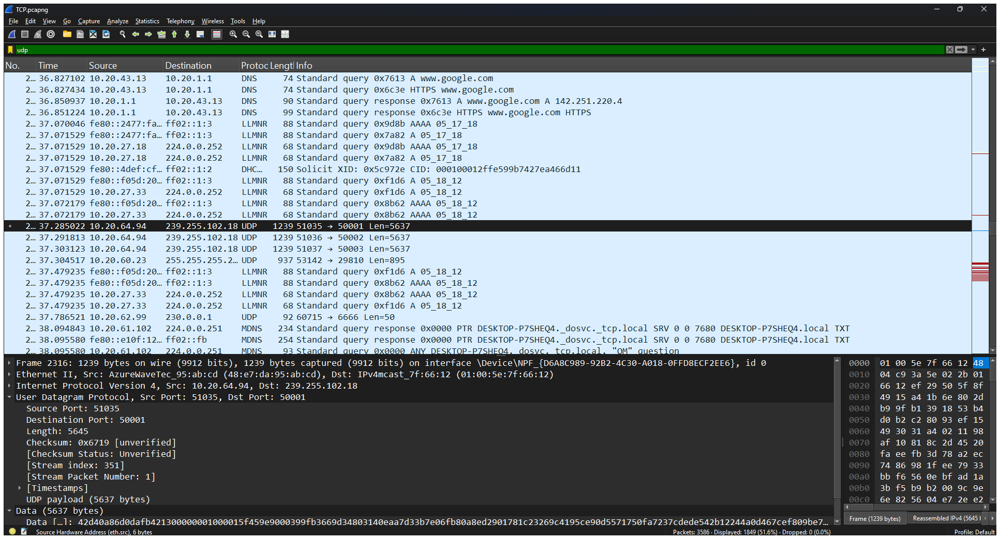 TCP.pcapng
File Edit View Go Capture Analyze Statistics Telephony Wireless Tools Help
udp
No. Time Source Destination Protoc Lengtl Info
2… 36.827102 10.20.43.13 10.20.1.1 DNS 74 Standard query 0x7613 A www.google.com
2… 36.827434 10.20.43.13 10.20.1.1 DNS 74 Standard query 0x6c3e HTTPS www.google.com
2… 36.850937 10.20.1.1 10.20.43.13 DNS 90 Standard query response 0x7613 A www.google.com A 142.251.220.4
2… 36.851224 10.20.1.1 10.20.43.13 DNS 99 Standard query response 0x6c3e HTTPS www.google.com HTTPS
2… 37.070046 fe80::2477:fa… ff02::1:3 LLMNR 88 Standard query 0x9d8b AAAA 05_17_18
2… 37.071529 fe80::2477:fa… ff02::1:3 LLMNR 88 Standard query 0x7a82 A 05_17_18
2… 37.071529 10.20.27.18 224.0.0.252 LLMNR 68 Standard query 0x9d8b AAAA 05_17_18
2… 37.071529 10.20.27.18 224.0.0.252 LLMNR 68 Standard query 0x7a82 A 05_17_18
2… 37.071529 fe80::4def:cf… ff02::1:2 DHC… 150 Solicit XID: 0x5c972e CID: 000100012ffe599b7427ea466d11
2… 37.071529 fe80::f05d:20… ff02::1:3 LLMNR 88 Standard query 0xf1d6 A 05_18_12
2… 37.071529 10.20.27.33 224.0.0.252 LLMNR 68 Standard query 0xf1d6 A 05_18_12
2… 37.072179 fe80::f05d:20… ff02::1:3 LLMNR 88 Standard query 0x8b62 AAAA 05_18_12
2… 37.072179 10.20.27.33 224.0.0.252 LLMNR 68 Standard query 0x8b62 AAAA 05_18_12
2… 37.285022 10.20.64.94 239.255.102.18 UDP 1239 51035 → 50001 Len=5637
2… 37.291813 10.20.64.94 239.255.102.18 UDP 1239 51036 → 50002 Len=5637
2… 37.303123 10.20.64.94 239.255.102.18 UDP 1239 51037 → 50003 Len=5637
2… 37.304517 10.20.60.23 255.255.255.2… UDP 937 53142 → 29810 Len=895
2… 37.479235 fe80::f05d:20… ff02::1:3 LLMNR 88 Standard query 0xf1d6 A 05_18_12
2… 37.479235 fe80::f05d:20… ff02::1:3 LLMNR 88 Standard query 0x8b62 AAAA 05_18_12
2… 37.479235 10.20.27.33 224.0.0.252 LLMNR 68 Standard query 0x8b62 AAAA 05_18_12
2… 37.479235 10.20.27.33 224.0.0.252 LLMNR 68 Standard query 0xf1d6 A 05_18_12
2… 37.786521 10.20.62.99 230.0.0.1 UDP 92 60715 → 6666 Len=50
2… 38.094843 10.20.61.102 224.0.0.251 MDNS 234 Standard query response 0x0000 PTR DESKTOP-P7SHEQ4._dosvc._tcp.local SRV 0 0 7680 DESKTOP-P7SHEQ4.local TXT
2… 38.095580 fe80::e10f:12… ff02::fb MDNS 254 Standard query response 0x0000 PTR DESKTOP-P7SHEQ4._dosvc._tcp.local SRV 0 0 7680 DESKTOP-P7SHEQ4.local TXT
2… 38.095580 10.20.61.102 224.0.0.251 MDNS 93 Standard query 0x0000 ANY DESKTOP-P7SHEQ4._dosvc._tcp.local, "QM" question
Frame 2316: 1239 bytes on wire (9912 bits), 1239 bytes captured (9912 bits) on interface \Device\NPF_{D6A8C989-92B2-4C30-A018-0FFD8ECF2EE6}, id 0
Ethernet II, Src: AzureWaveTec_95:ab:cd (48:e7:da:95:ab:cd), Dst: IPv4mcast_7f:66:12 (01:00:5e:7f:66:12)
Internet Protocol Version 4, Src: 10.20.64.94, Dst: 239.255.102.18
User Datagram Protocol, Src Port: 51035, Dst Port: 50001
Source Port: 51035
Destination Port: 50001
Length: 5645
Checksum: 0x6719 [unverified]
[Checksum Status: Unverified]
[Stream index: 351]
[Stream Packet Number: 1]
[Timestamps]
UDP payload (5637 bytes)
Data (5637 bytes)
Data […]: 42d40a86d0dafb421300000001000015f459e9000399fb3669d34803140eaa7d33b7e06fb80a8ed2901781c23269c4195ce90d5571750fa7237cdede542b12244a0d467cef809be7…
0000 01 00 5e 7f 66 12 48
0010 04 c9 3a 5e 02 2b 01
0020 66 12 ef 29 50 5f 8f
0030 49 15 a4 1b 6e 80 2d
0040 b9 9f b1 39 18 53 b4
0050 d0 b2 c2 80 93 ef 15
0060 49 30 31 a4 02 11 98
0070 af 10 81 8c 2d 45 20
0080 fa ee fb 3d 78 a2 ec
0090 74 86 98 1f ee 79 33
00a0 bb f6 56 0e bf ad 1a
00b0 3b f5 b9 b2 00 9c 9e
00c0 6e 82 56 04 e7 2e e2
Frame (1239 bytes) Reassembled IPv4 (5645 b
Source Hardware Address (eth.src), 6 bytes Packets: 3586 · Displayed: 1849 (51.6%) · Dropped: 0 (0.0%) Profile: Default